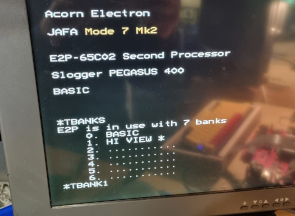 Acorn Electron
JAFA Mode 7 Mk2
E2P-65C02 Second Processor
Slogger PEGASUS 400
BASIC
*TBANKS
E2P is in use with 7 banks
0. BASIC
1. HI VIEW *
2. ...........
3. ...........
4. ...........
5. ...........
6. ...........
*TBANK1